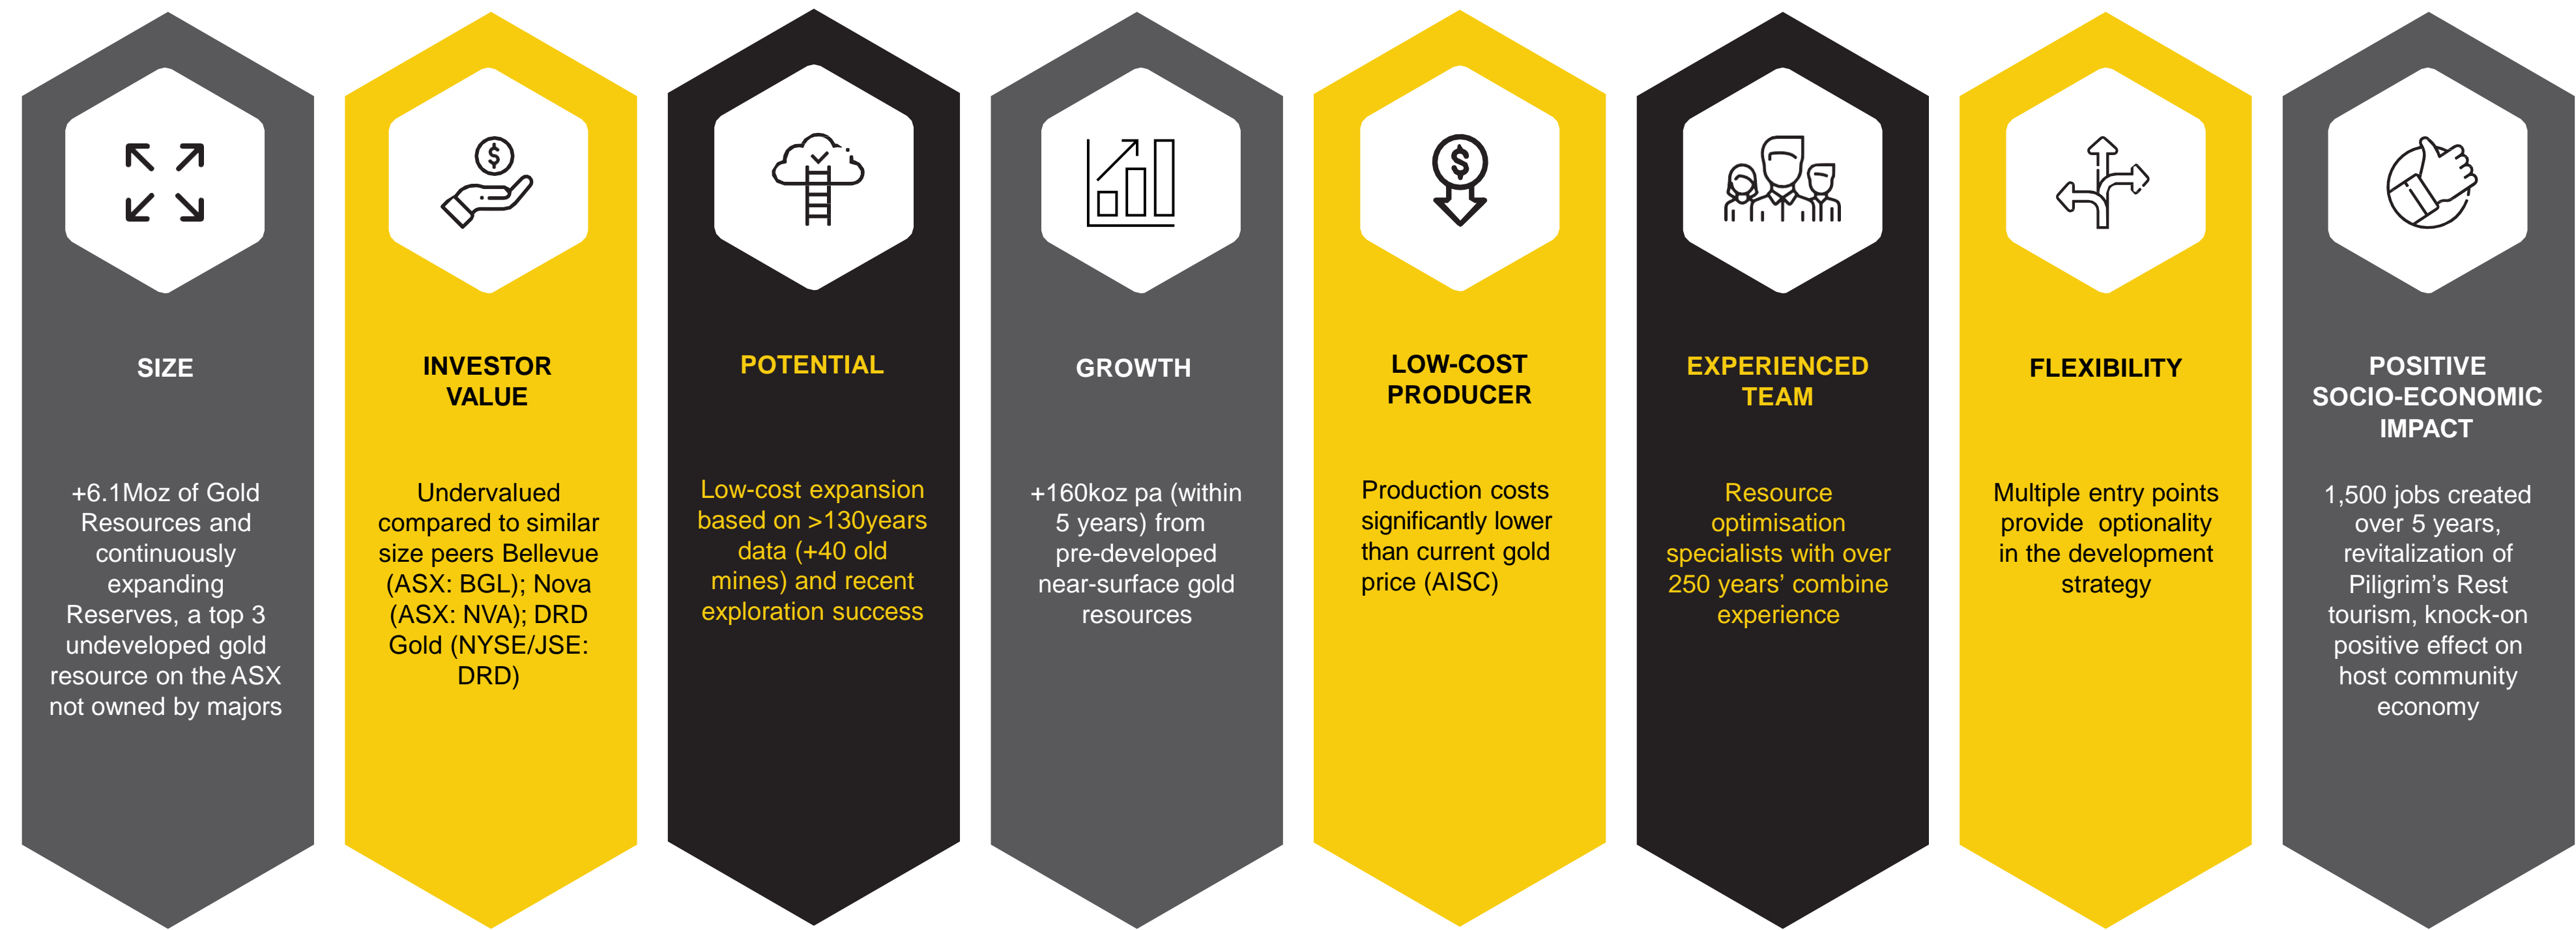 SIZE
+6.1Moz of Gold
Resources and
continuously
expanding
Reserves, a top 3
undeveloped gold
resource on the ASX
not owned by majors
INVESTOR
VALUE
Undervalued
compared to similar
size peers Bellevue
(ASX: BGL); Nova
(ASX: NVA); DRD
Gold (NYSE/JSE:
DRD)
POTENTIAL
Low-cost expansion
based on >130years
data (+40 old
mines) and recent
exploration success
GROWTH
+160koz pa (within
5 years) from
pre-developed
near-surface gold
resources
LOW-COST
PRODUCER
Production costs
significantly lower
than current gold
price (AISC)
EXPERIENCED
TEAM
Resource
optimisation
specialists with over
250 years’ combine
experience
FLEXIBILITY
Multiple entry points
provide optionality
in the development
strategy
POSITIVE
SOCIO-ECONOMIC
IMPACT
1,500 jobs created
over 5 years,
revitalization of
Piligrim’s Rest
tourism, knock-on
positive effect on
host community
economy